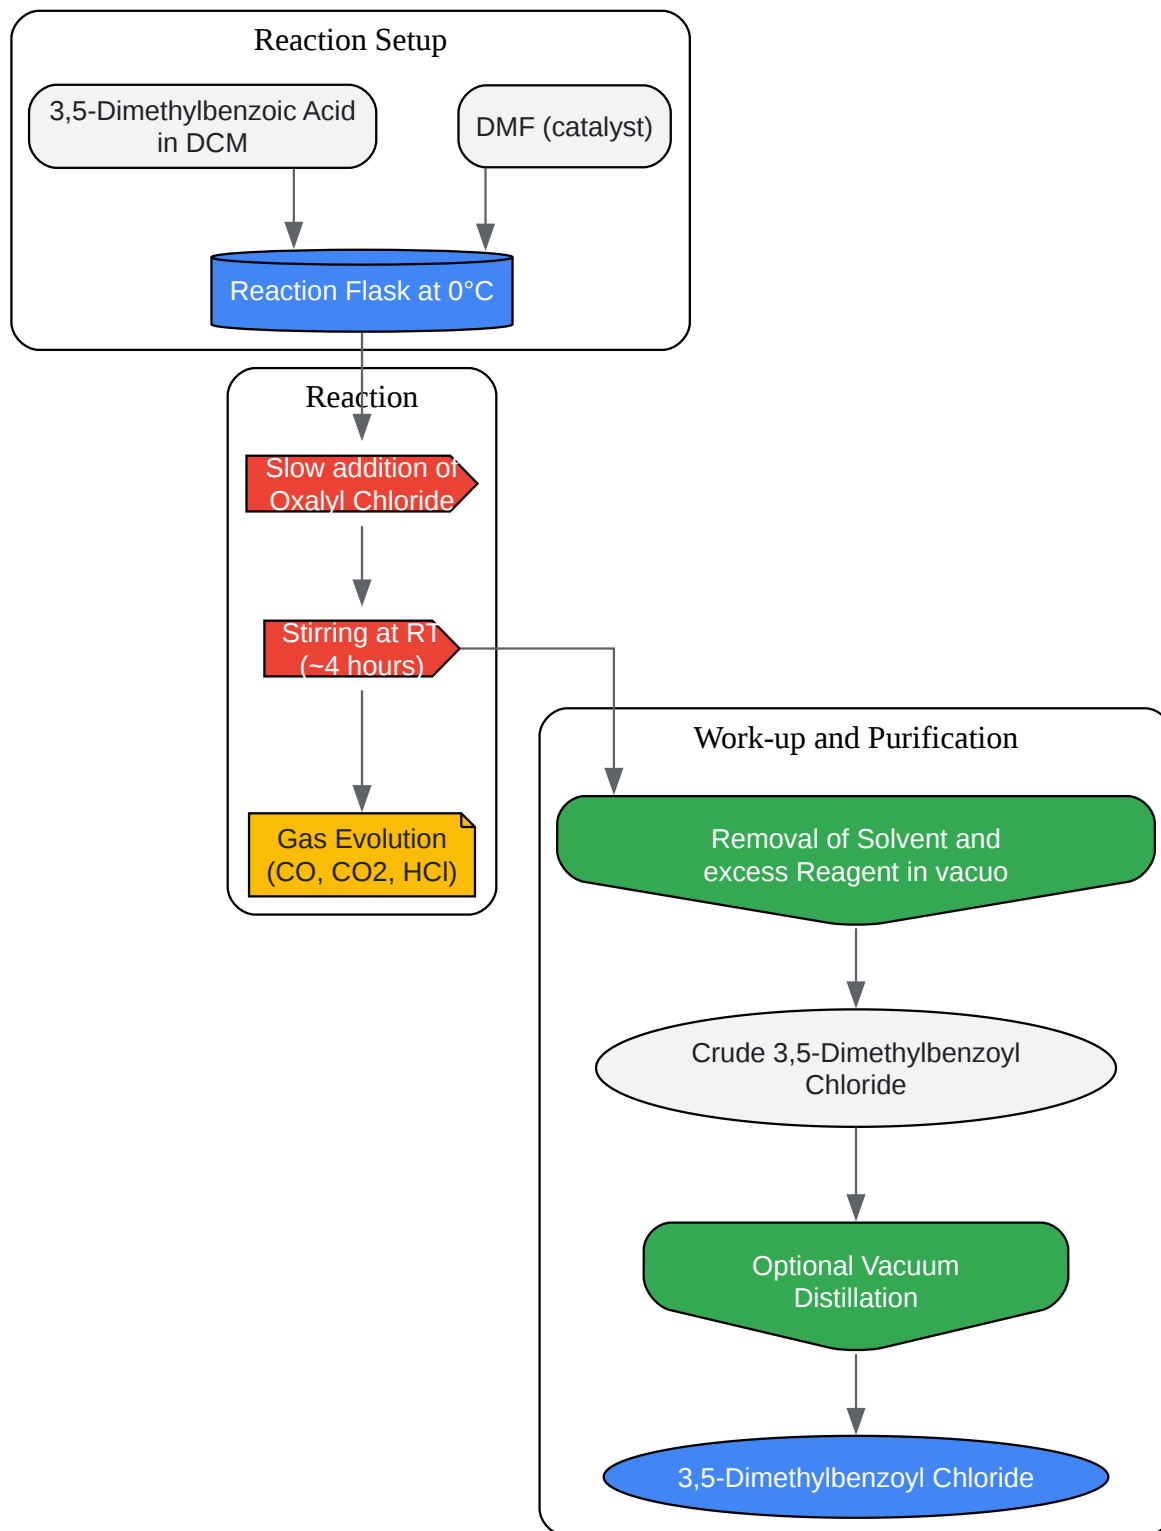 Reaction Setup
3,5-Dimethylbenzoic Acid
in DCM
DMF (catalyst)
Reaction Flask at 0°C
Reaction
Slow addition of
Oxalyl Chloride
Stirring at RT
(~4 hours)
Gas Evolution
(CO, CO2, HCl)
Work-up and Purification
Removal of Solvent and
excess Reagent in vacuo
Crude 3,5-Dimethylbenzoyl
Chloride
Optional Vacuum
Distillation
3,5-Dimethylbenzoyl Chloride